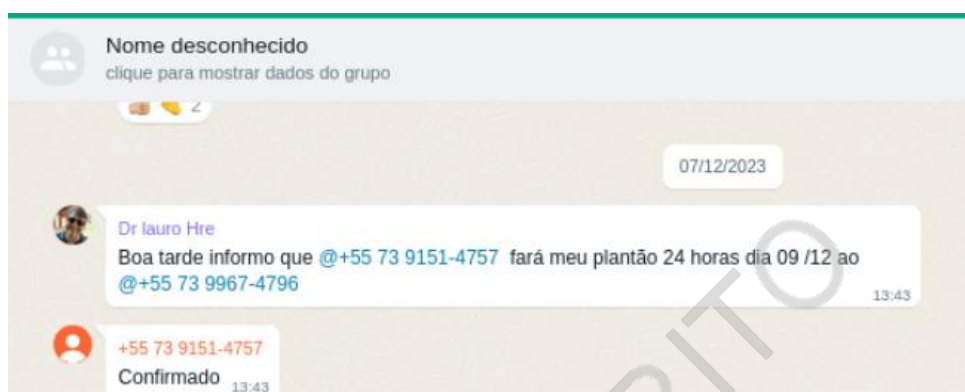 Nome desconhecido
clique para mostrar dados do grupo
2
07/12/2023
Dr lauro Hre
Boa tarde informo que @+55 73 9151-4757 fará meu plantão 24 horas dia 09 /12 ao
@+55 73 9967-4796
13:43
+55 73 9151-4757
Confirmado
13:43
BITO